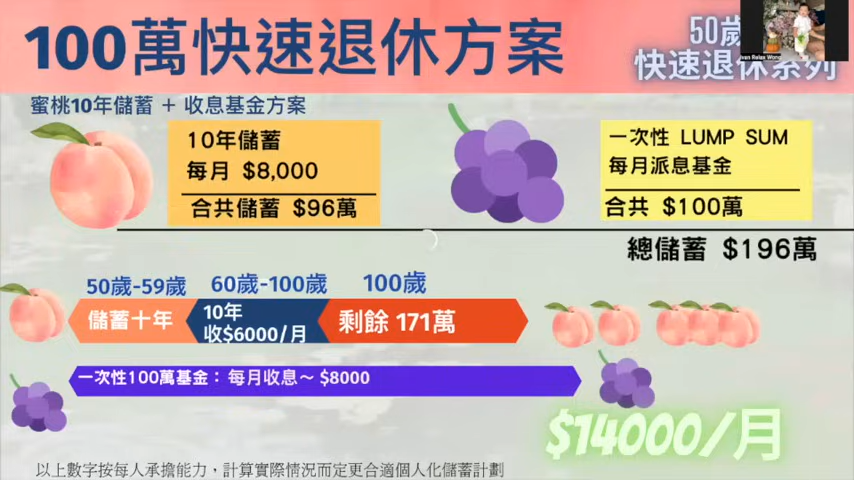 100萬快速退休方案
50歲
快速退休系列
van Relax Wong
蜜桃10年儲蓄 + 收息基金方案
10年儲蓄
每月 $8,000
合共儲蓄 $96萬
一次性 LUMP SUM
每月派息基金
合共 $100萬
總儲蓄 $196萬
50歲-59歲
60歲-100歲
100歲
儲蓄十年
10年
收$6000/月
剩餘 171萬
一次性100萬基金：每月收息～ $8000
$14000/月
以上數字按每人承擔能力，計算實際情況而定更合適個人化儲蓄計劃